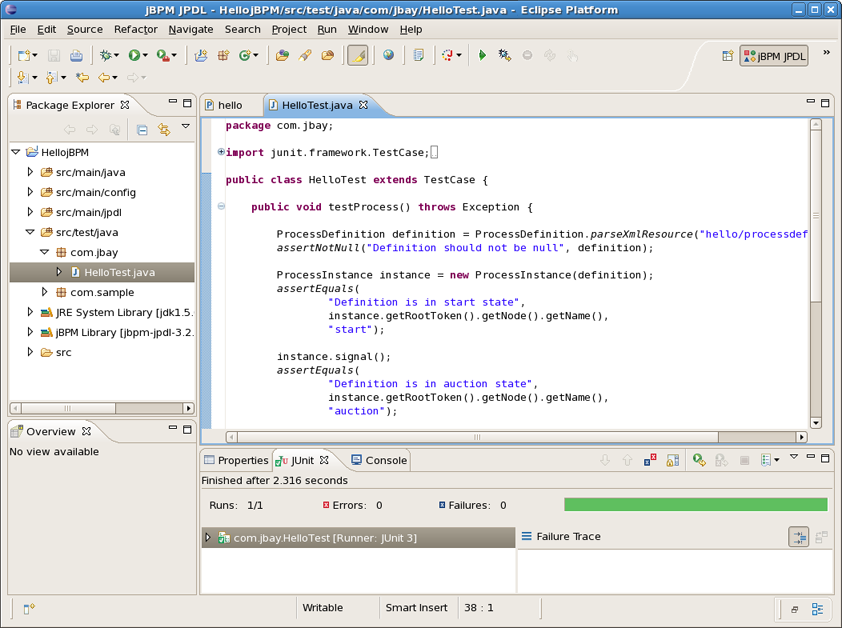 jBPM JPDL - HellojBPM/src/test/java/com/jbay/HelloTest.java - Eclipse Platform
File Edit Source Refactor Navigate Search Project Run Window Help
jBPM JPDL
Package Explorer
HellojBPM
src/main/java
src/main/config
src/main/jpdl
src/test/java
com.jbay
HelloTest.java
com.sample
JRE System Library [jdk1.5.
jBPM Library [jbpm-jpdl-3.2.
src
Overview
No view available
hello HelloTest.java
package com.jbay;
import junit.framework.TestCase;
public class HelloTest extends TestCase {
public void testProcess() throws Exception {
ProcessDefinition definition = ProcessDefinition.parseXmlResource("hello/processdef
assertNotNull("Definition should not be null", definition);
ProcessInstance instance = new ProcessInstance(definition);
assertEquals(
"Definition is in start state",
instance.getRootToken().getNode().getName(),
"start");
instance.signal();
assertEquals(
"Definition is in auction state",
instance.getRootToken().getNode().getName(),
"auction");
Properties JUnit Console
Finished after 2.316 seconds
Runs: 1/1 Errors: 0 Failures: 0
com.jbay.HelloTest [Runner: JUnit 3]
Failure Trace
Writable Smart Insert 38 : 1